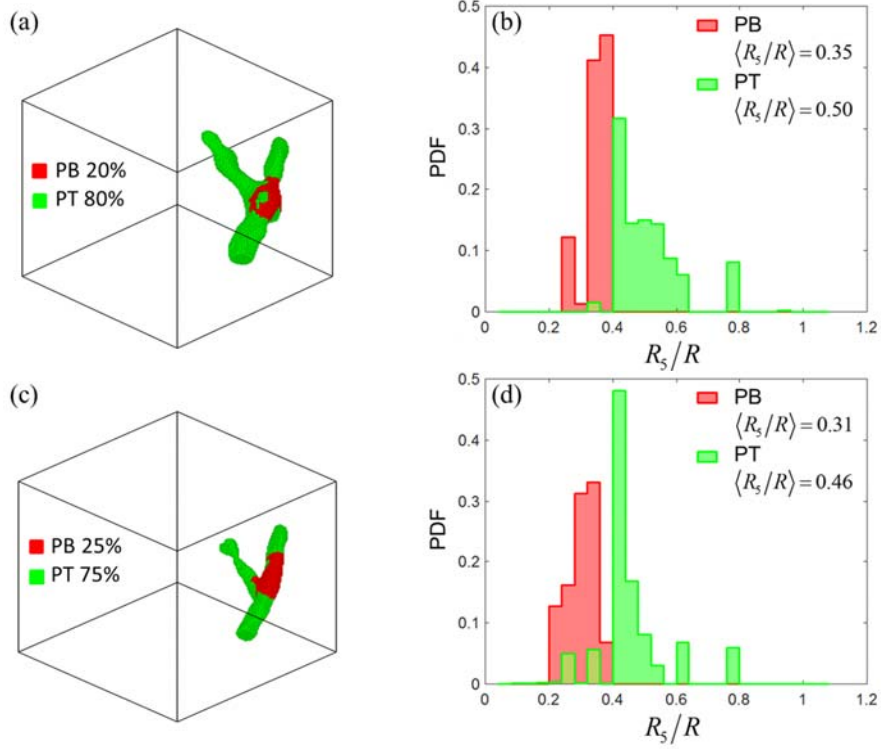 (a)
PB 20%
PT 80%
(b)
PB
⟨R₅/R⟩ = 0.35
PT
⟨R₅/R⟩ = 0.50
PDF
0.5
0.4
0.3
0.2
0.1
0
0 0.2 0.4 0.6 0.8 1 1.2
R₅/R
(c)
PB 25%
PT 75%
(d)
PB
⟨R₅/R⟩ = 0.31
PT
⟨R₅/R⟩ = 0.46
PDF
0.5
0.4
0.3
0.2
0.1
0
0 0.2 0.4 0.6 0.8 1 1.2
R₅/R